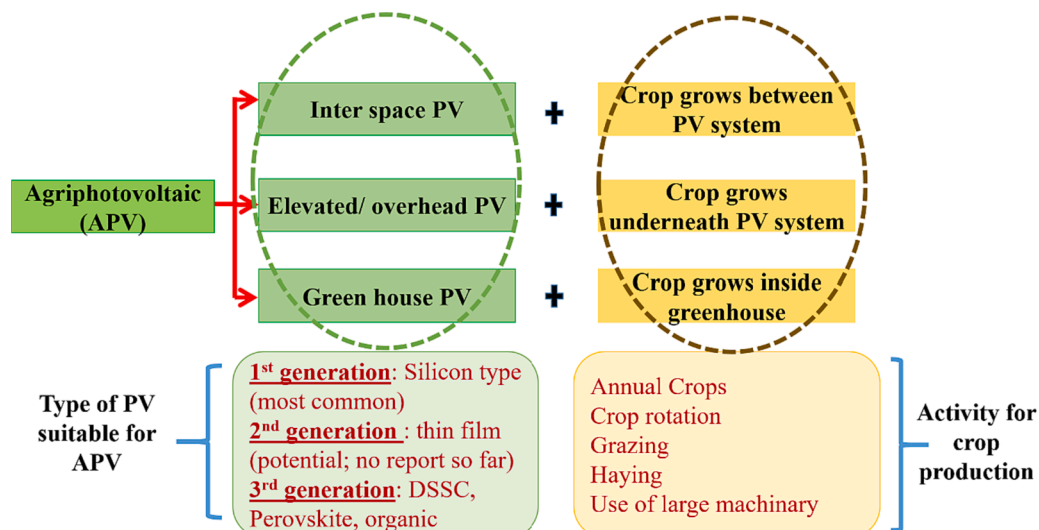 Inter space PV
+
Crop grows between
PV system
Agriphotovoltaic
(APV)
Elevated/ overhead PV
+
Crop grows
underneath PV system
Green house PV
+
Crop grows inside
greenhouse
Type of PV
suitable for
APV
1st generation: Silicon type
(most common)
2nd generation : thin film
(potential; no report so far)
3rd generation: DSSC,
Perovskite, organic
Annual Crops
Crop rotation
Grazing
Haying
Use of large machinary
Activity for
crop
production